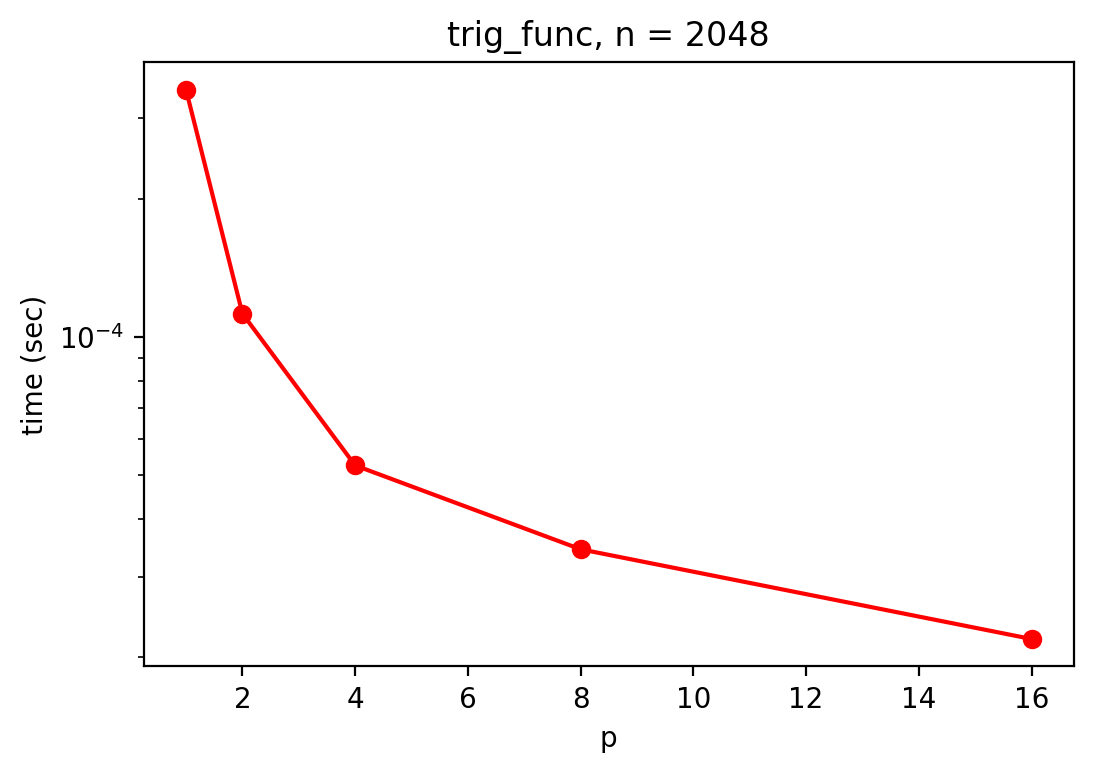 trig_func, n = 2048
time (sec)
10⁻⁴
2 4 6 8 10 12 14 16
p